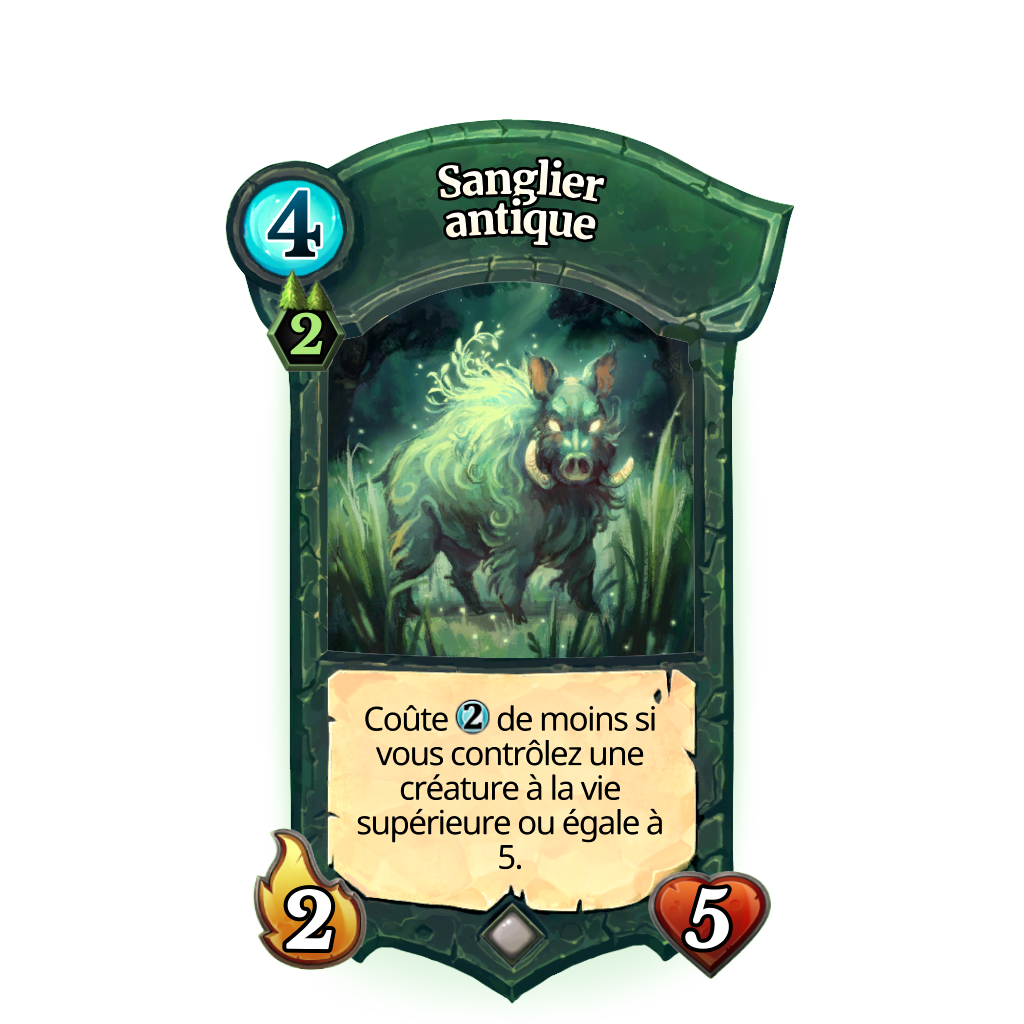 Sanglier
antique
4
2
Coûte 2 de moins si
vous contrôlez une
créature à la vie
supérieure ou égale à
5.
2
5